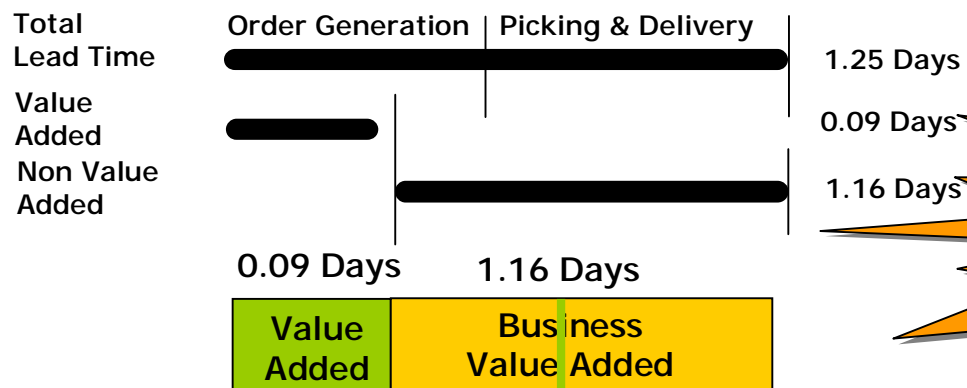 Total Lead Time
Order Generation
Picking & Delivery
1.25 Days
Value Added
0.09 Days
Non Value Added
1.16 Days
0.09 Days
1.16 Days
Value Added
Business Value Added